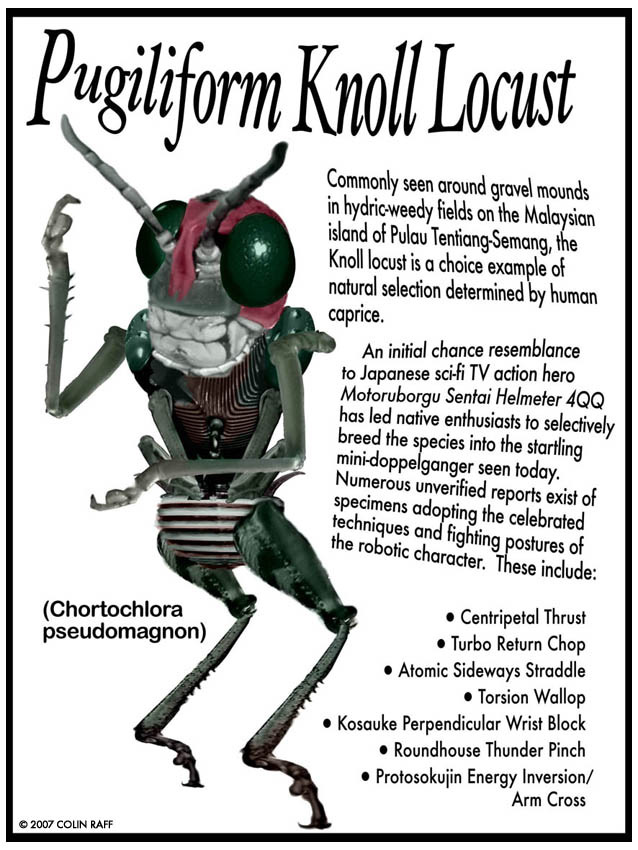 Pugiliform Knoll Locust
Commonly seen around gravel mounds
in hydric-weedy fields on the Malaysian
island of Pulau Tentiang-Semang, the
Knoll locust is a choice example of
natural selection determined by human
caprice.
An initial chance resemblance
to Japanese sci-fi TV action hero
Motoruborgu Sentai Helmeter 4QQ
has led native enthusiasts to selectively
breed the species into the startling
mini-doppelganger seen today.
Numerous unverified reports exist of
specimens adopting the celebrated
techniques and fighting postures of
the robotic character. These include:
(Chortochlora
pseudomagnon)
• Centripetal Thrust
• Turbo Return Chop
• Atomic Sideways Straddle
• Torsion Wallop
• Kosauke Perpendicular Wrist Block
• Roundhouse Thunder Pinch
• Protosokujin Energy Inversion/
Arm Cross
© 2007 COLIN RAFF